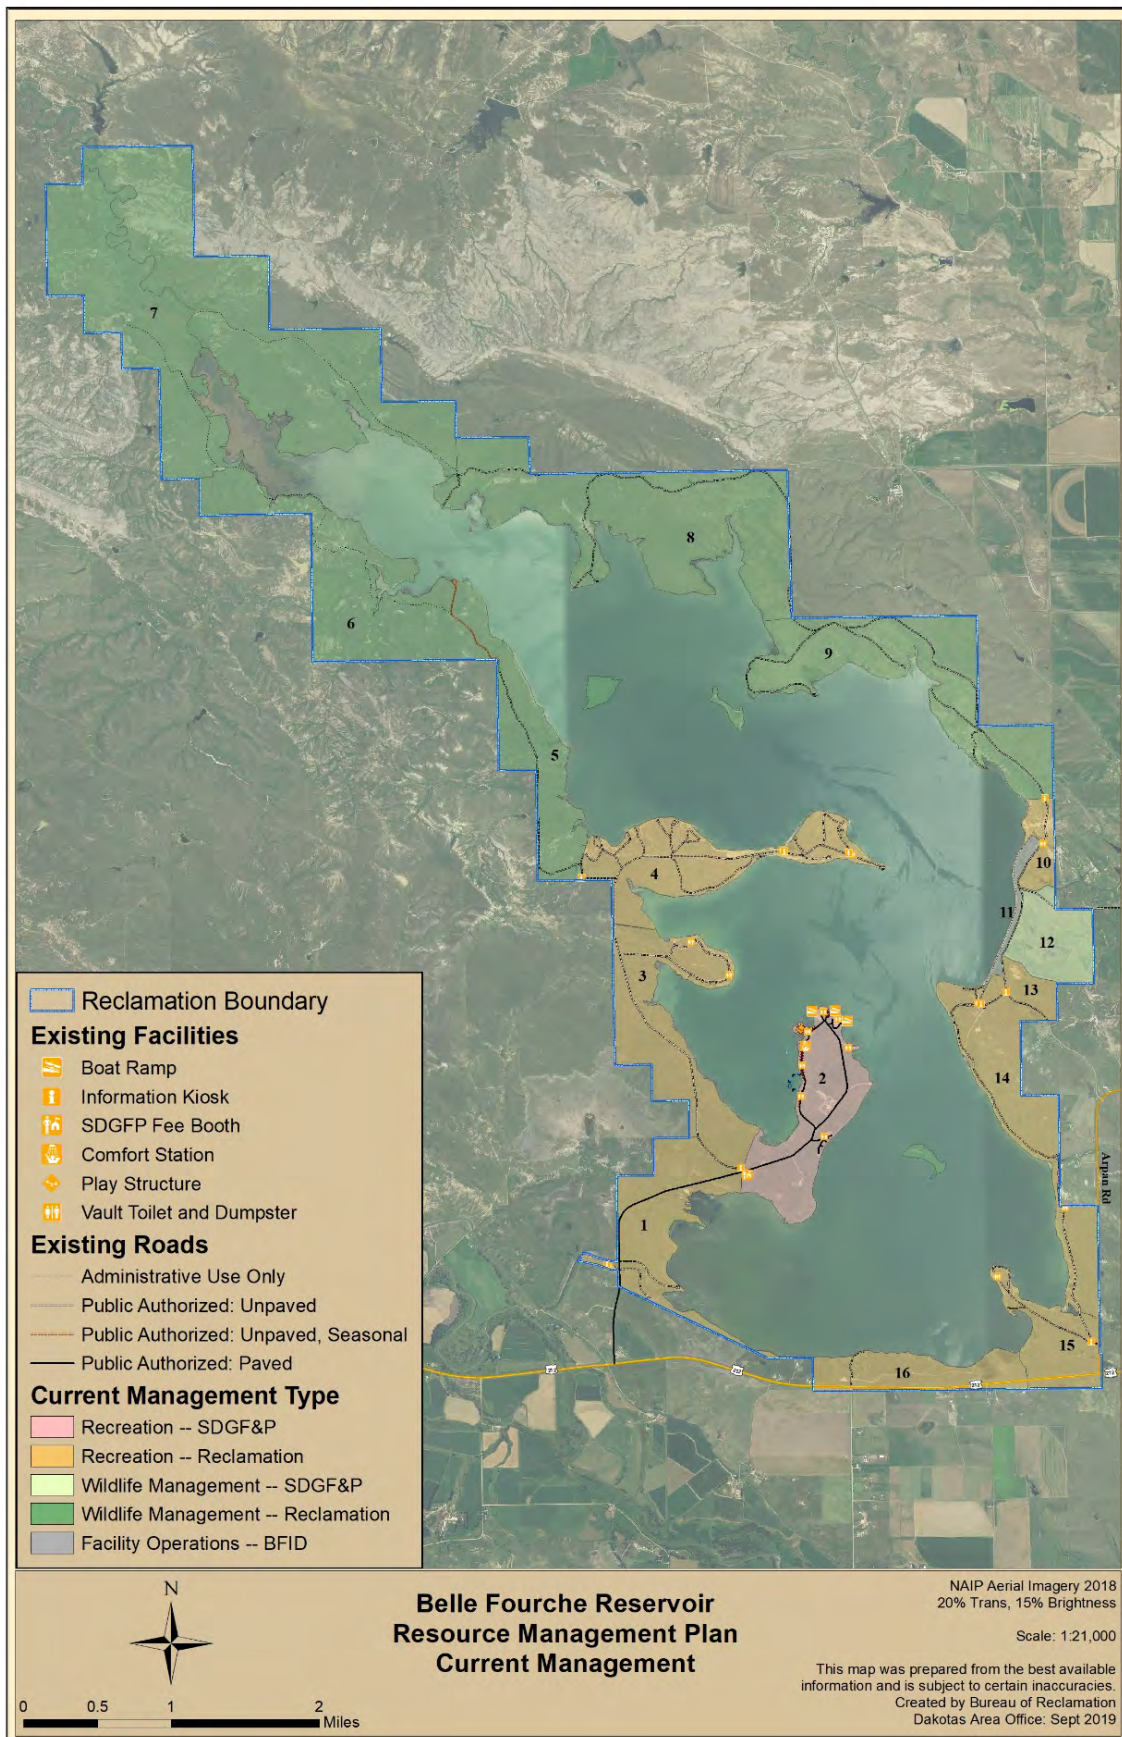 7
8
6
9
5
4
10
11
12
3
13
2
14
Arpan Rd
1
15
16
212
Reclamation Boundary
Existing Facilities
Boat Ramp
Information Kiosk
SDGFP Fee Booth
Comfort Station
Play Structure
Vault Toilet and Dumpster
Existing Roads
Administrative Use Only
Public Authorized: Unpaved
Public Authorized: Unpaved, Seasonal
Public Authorized: Paved
Current Management Type
Recreation -- SDGF&P
Recreation -- Reclamation
Wildlife Management -- SDGF&P
Wildlife Management -- Reclamation
Facility Operations -- BFID
N
0 0.5 1 2
Miles
Belle Fourche Reservoir
Resource Management Plan
Current Management
NAIP Aerial Imagery 2018
20% Trans, 15% Brightness
Scale: 1:21,000
This map was prepared from the best available
information and is subject to certain inaccuracies.
Created by Bureau of Reclamation
Dakotas Area Office: Sept 2019